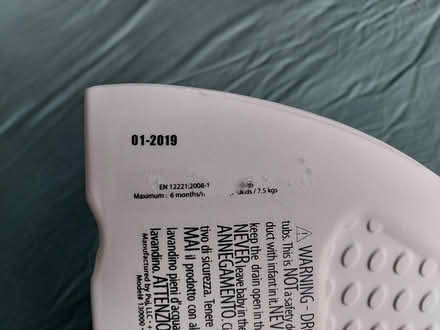 01-2019
EN 12221:2008-1
Maximum : 6 months / 7.5 kgs
⚠ WARNING - DR
tubs. This is NOT a safety
duct with infant in it. NEV
keep the drain open in
NEVER leave baby in th
ANNEGAMENTO.
tivo di sicurezza. Tenere
MAI il prodotto con al
lavandino pieni d'acqua
lavandino. ATTENZIO
Manufactured by Puj, LLC •
Model#